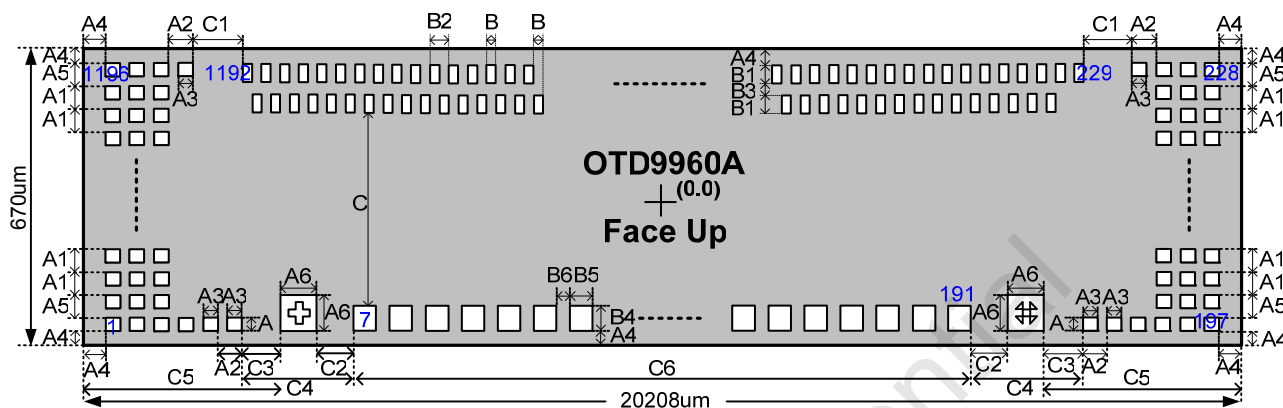 A4 A2 C1 B2 B B C1 A2 A4
A4 1196 1192 A4 229 228 A4
A5 A3 B1 A3 A5
A1 B3 A1
A1 B1 A1
OTD9960A
(0.0)
670um C
Face Up
A1 A1
A1 A6 B6 B5 A6 A1
A5 A3 A3 A6 191 A6 A3 A3 A5
1 A 7 B4 A 197
A4 A4 A4
A4 A2 C3 C2 C6 C2 C3 A2 A4
C5 C4 C4 C5
20208um